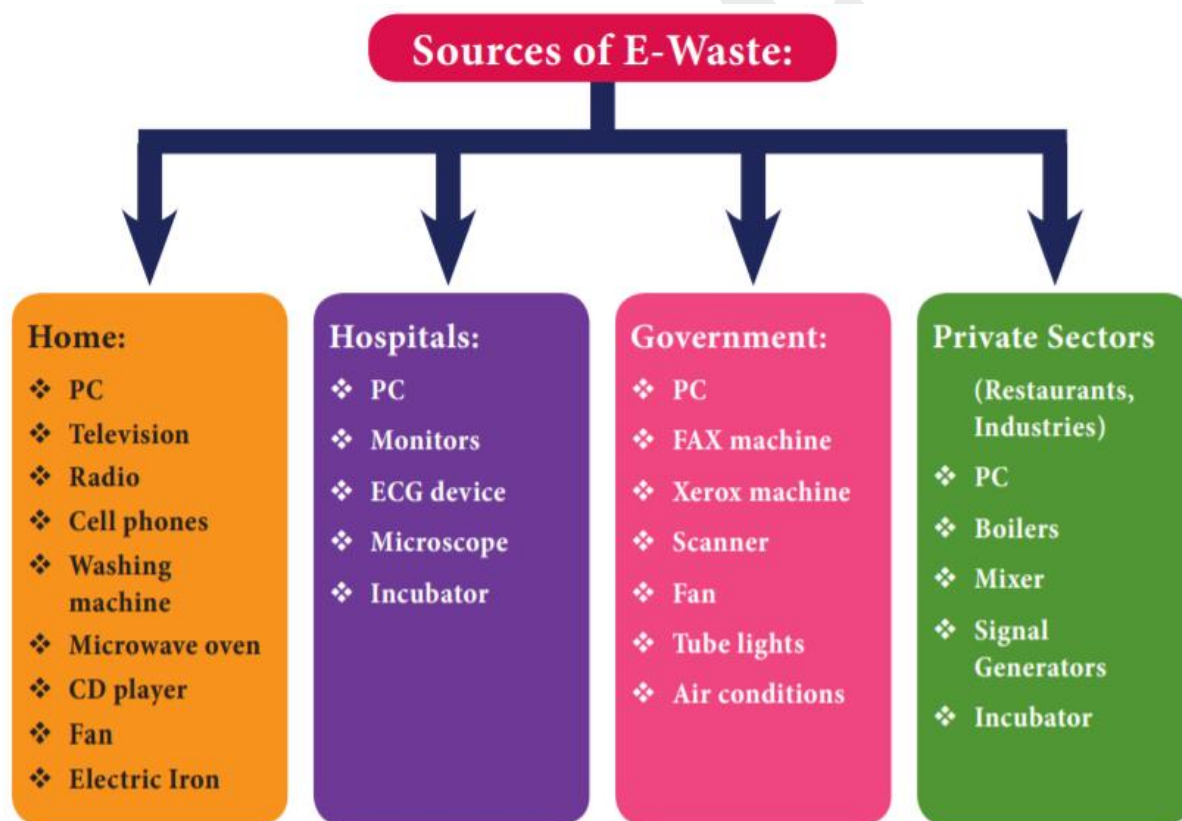 Sources of E-Waste:
Home:
❖ PC
❖ Television
❖ Radio
❖ Cell phones
❖ Washing
machine
❖ Microwave oven
❖ CD player
❖ Fan
❖ Electric Iron
Hospitals:
❖ PC
❖ Monitors
❖ ECG device
❖ Microscope
❖ Incubator
Government:
❖ PC
❖ FAX machine
❖ Xerox machine
❖ Scanner
❖ Fan
❖ Tube lights
❖ Air conditions
Private Sectors
(Restaurants,
Industries)
❖ PC
❖ Boilers
❖ Mixer
❖ Signal
Generators
❖ Incubator